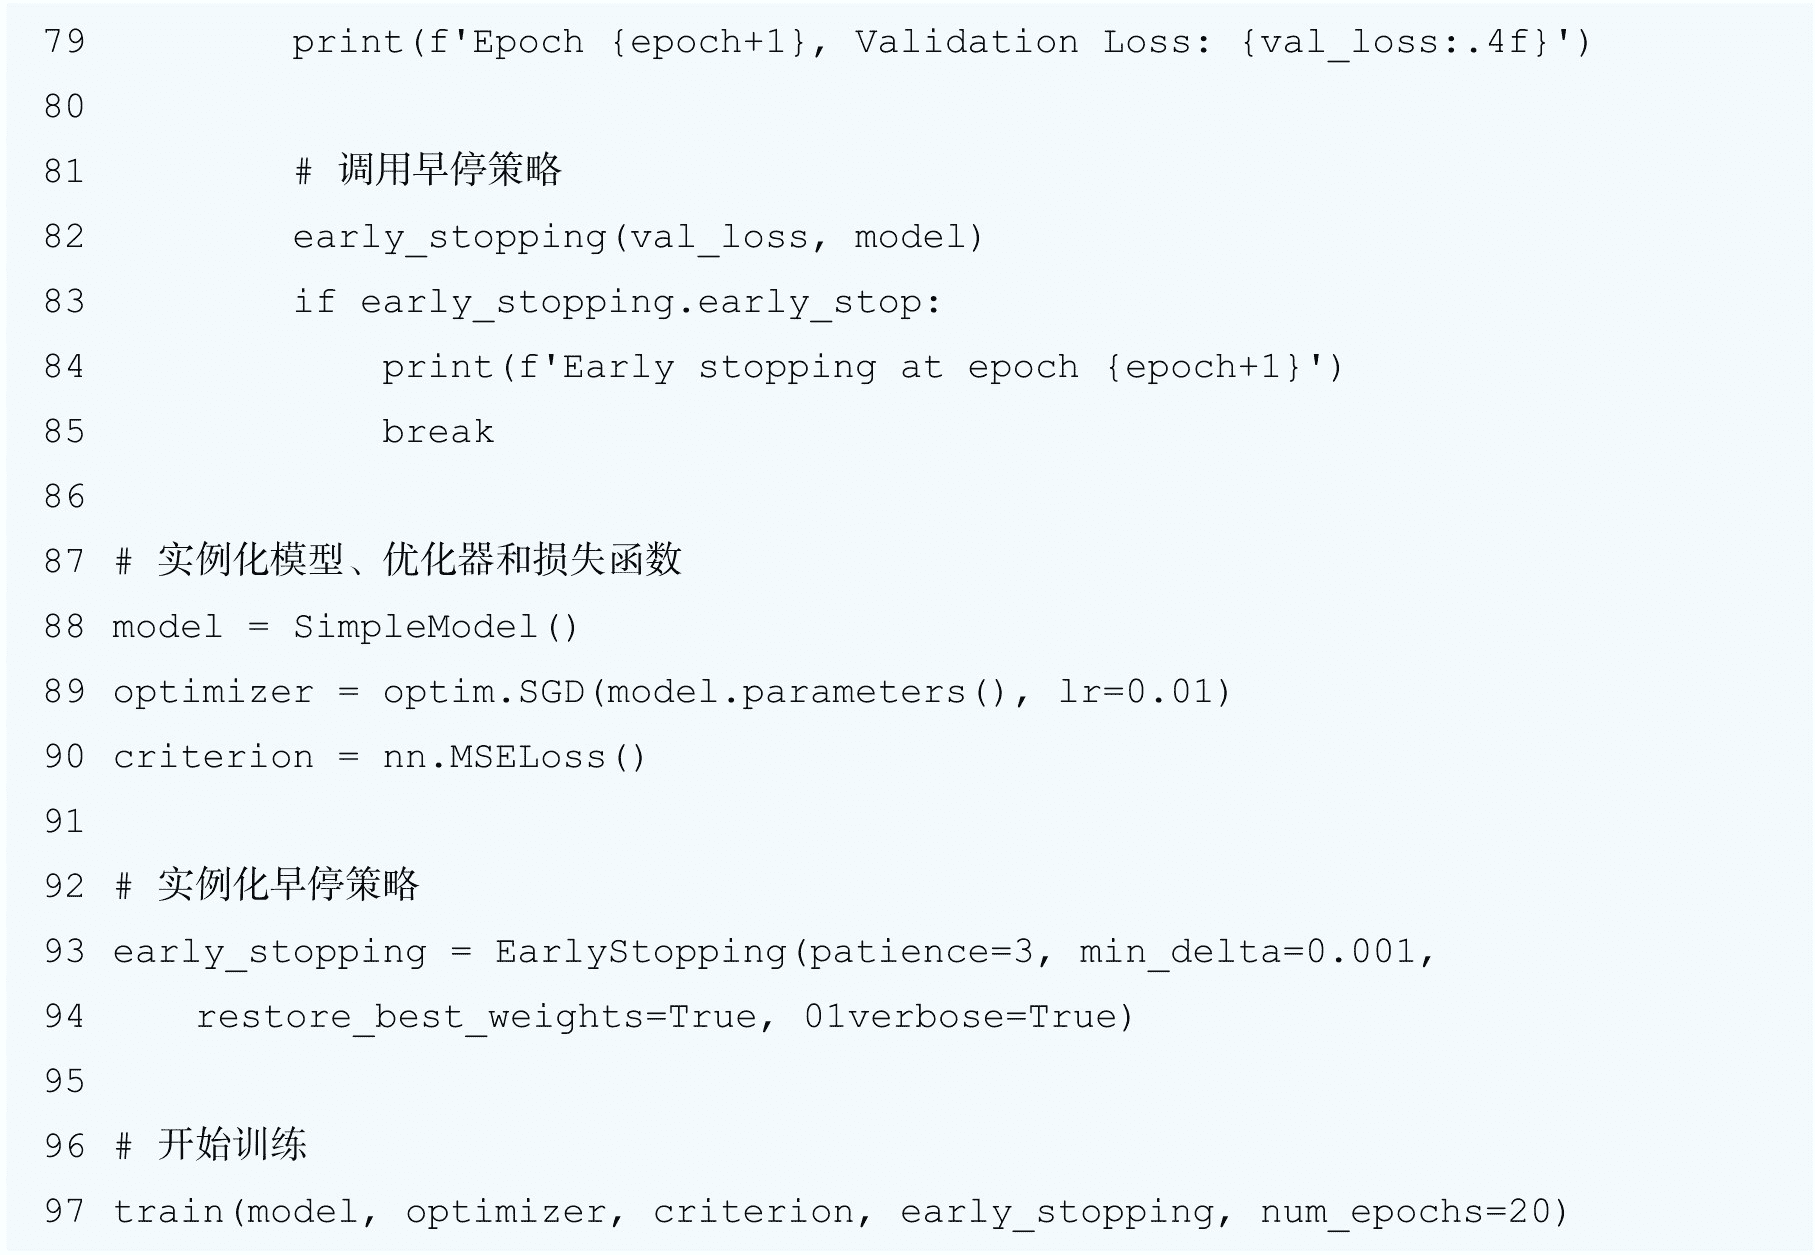 79         print(f'Epoch {epoch+1}, Validation Loss: {val_loss:.4f}')
80
81         # 调用早停策略
82         early_stopping(val_loss, model)
83         if early_stopping.early_stop:
84             print(f'Early stopping at epoch {epoch+1}')
85             break
86
87 # 实例化模型、优化器和损失函数
88 model = SimpleModel()
89 optimizer = optim.SGD(model.parameters(), lr=0.01)
90 criterion = nn.MSELoss()
91
92 # 实例化早停策略
93 early_stopping = EarlyStopping(patience=3, min_delta=0.001,
94     restore_best_weights=True, 01verbose=True)
95
96 # 开始训练
97 train(model, optimizer, criterion, early_stopping, num_epochs=20)